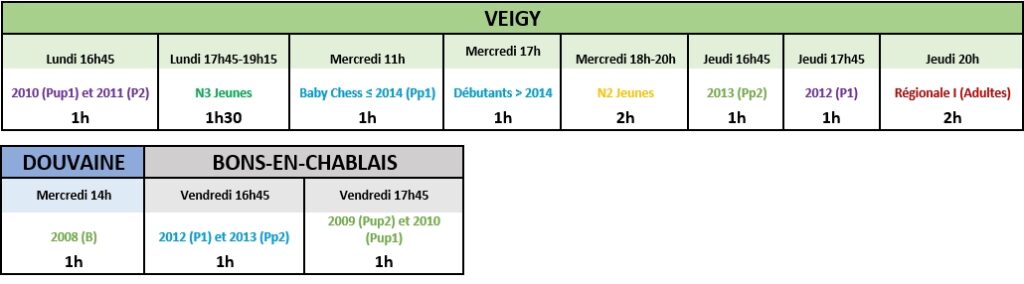 VEIGY
Lundi 16h45 Lundi 17h45-19h15 Mercredi 11h Mercredi 17h Mercredi 18h-20h Jeudi 16h45 Jeudi 17h45 Jeudi 20h
2010 (Pup1) et 2011 (P2) N3 Jeunes Baby Chess ≤ 2014 (Pp1) Débutants > 2014 N2 Jeunes 2013 (Pp2) 2012 (P1) Régionale I (Adultes)
1h 1h30 1h 1h 2h 1h 1h 2h
DOUVAINE BONS-EN-CHABLAIS
Mercredi 14h Vendredi 16h45 Vendredi 17h45
2008 (B) 2012 (P1) et 2013 (Pp2) 2009 (Pup2) et 2010
(Pup1)
1h 1h 1h